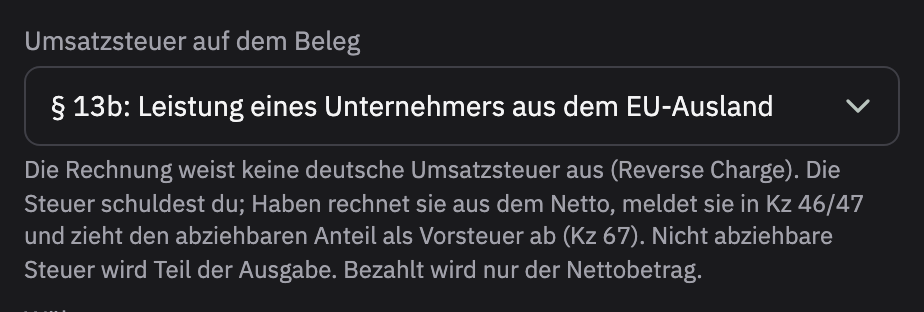 Umsatzsteuer auf dem Beleg
§ 13b: Leistung eines Unternehmers aus dem EU-Ausland
Die Rechnung weist keine deutsche Umsatzsteuer aus (Reverse Charge). Die
Steuer schuldest du; Haben rechnet sie aus dem Netto, meldet sie in Kz 46/47
und zieht den abziehbaren Anteil als Vorsteuer ab (Kz 67). Nicht abziehbare
Steuer wird Teil der Ausgabe. Bezahlt wird nur der Nettobetrag.